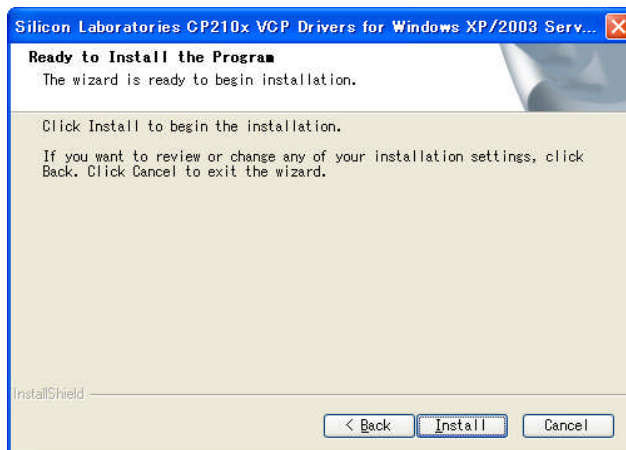 Silicon Laboratories CP210x VCP Drivers for Windows XP/2003 Serv...
Ready to Install the Program
The wizard is ready to begin installation.
Click Install to begin the installation.
If you want to review or change any of your installation settings, click
Back. Click Cancel to exit the wizard.
InstallShield
< Back Install Cancel